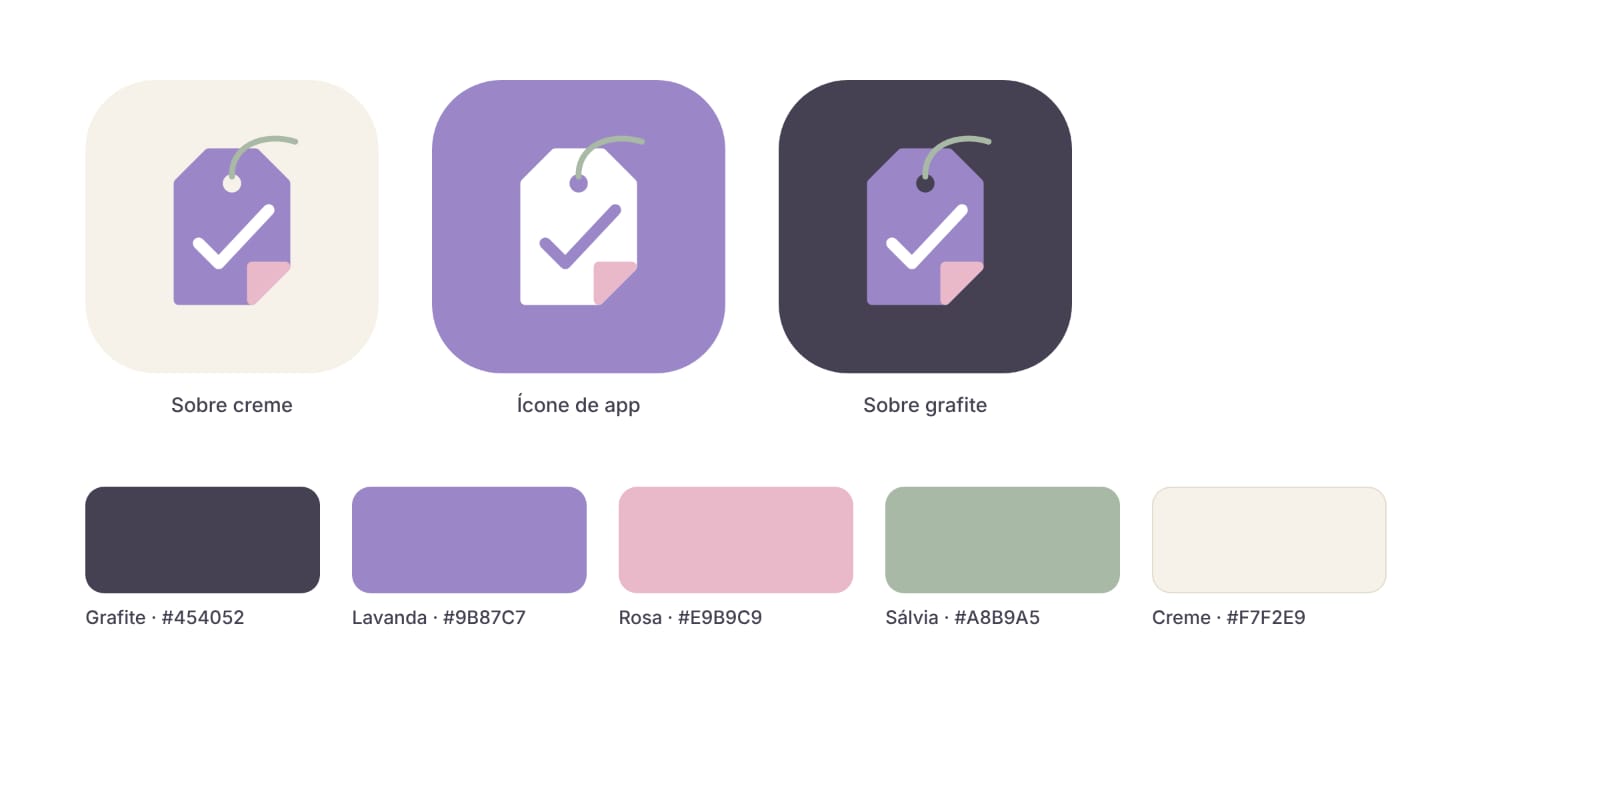 Sobre creme
Ícone de app
Sobre grafite
Grafite · #454052
Lavanda · #9B87C7
Rosa · #E9B9C9
Sálvia · #A8B9A5
Creme · #F7F2E9